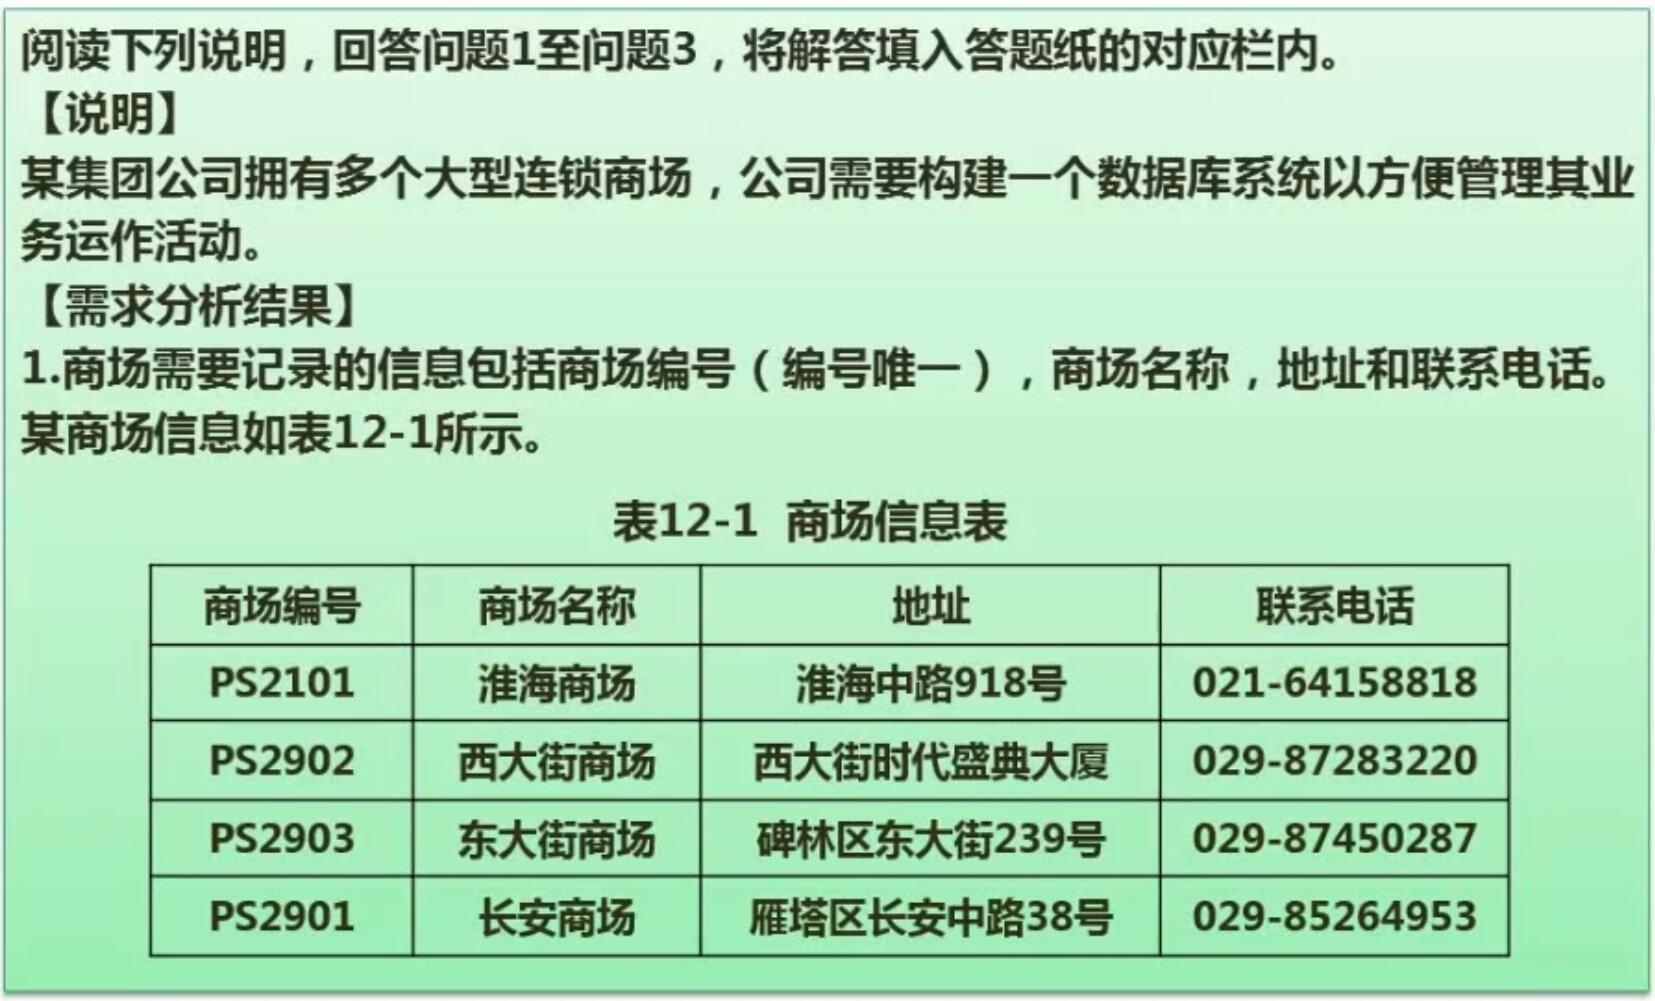 阅读下列说明，回答问题1至问题3，将解答填入答题纸的对应栏内。
【说明】
某集团公司拥有多个大型连锁商场，公司需要构建一个数据库系统以方便管理其业
务运作活动。
【需求分析结果】
1.商场需要记录的信息包括商场编号（编号唯一），商场名称，地址和联系电话。
某商场信息如表12-1所示。
表12-1 商场信息表
商场编号 商场名称 地址 联系电话
PS2101 淮海商场 淮海中路918号 021-64158818
PS2902 西大街商场 西大街时代盛典大厦 029-87283220
PS2903 东大街商场 碑林区东大街239号 029-87450287
PS2901 长安商场 雁塔区长安中路38号 029-85264953